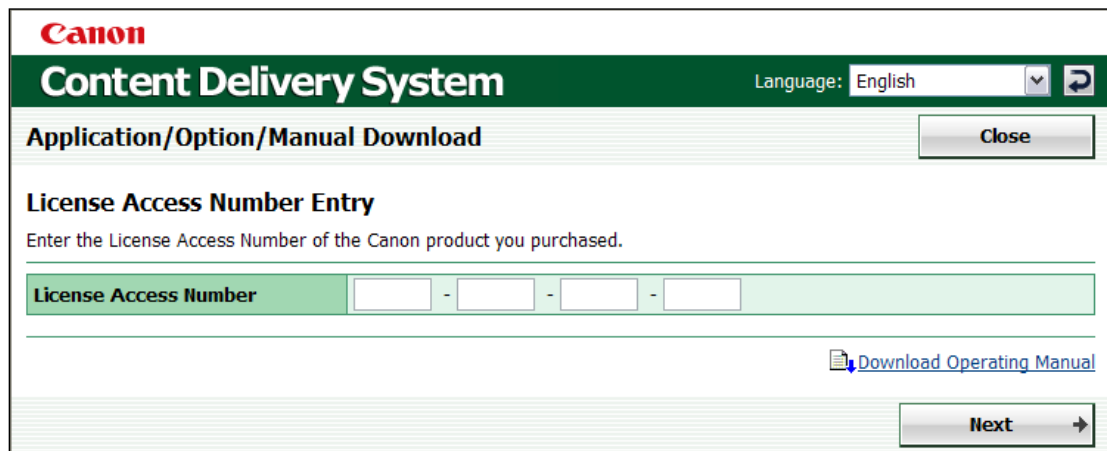 Canon
Content Delivery System
Language: English
Application/Option/Manual Download
Close
License Access Number Entry
Enter the License Access Number of the Canon product you purchased.
License Access Number - - -
Download Operating Manual
Next